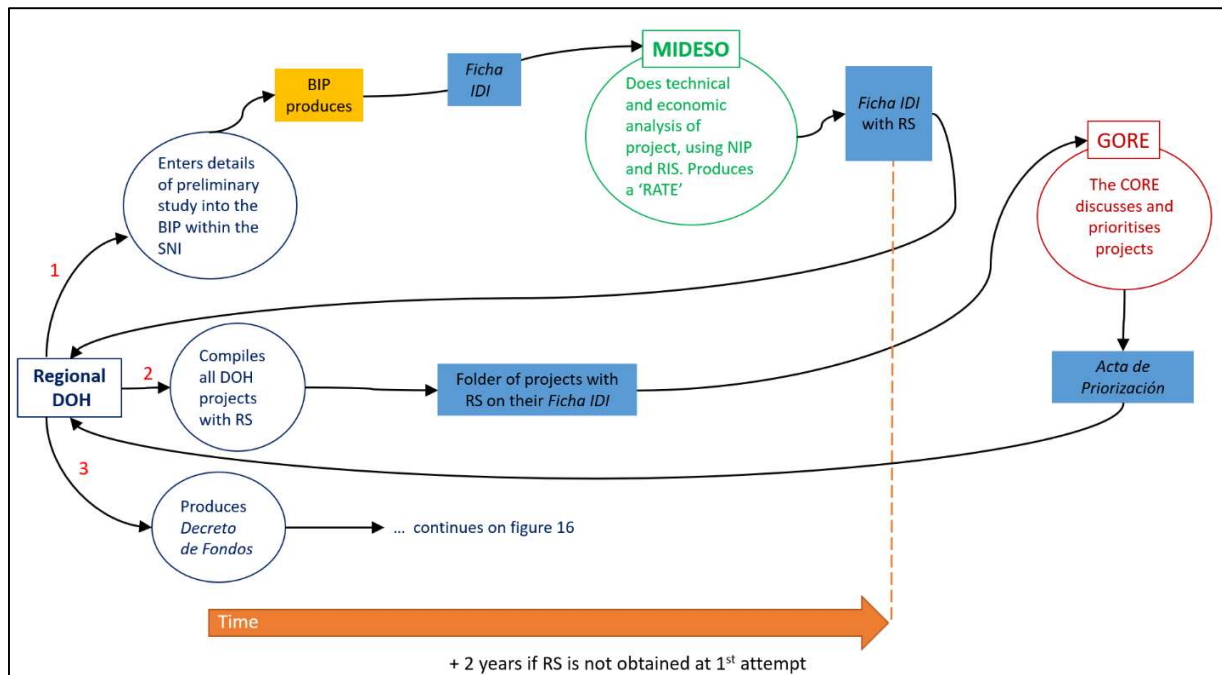 BIP
produces
Ficha
IDI
MIDESO
Does technical
and economic
analysis of
project, using NIP
and RIS. Produces
a ‘RATE’
Ficha IDI
with RS
GORE
The CORE
discusses and
prioritises
projects
Enters details
of preliminary
study into the
BIP within the
SNI
1
Regional
DOH
2
Compiles
all DOH
projects
with RS
Folder of projects with
RS on their Ficha IDI
Acta de
Priorización
3
Produces
Decreto
de Fondos
... continues on figure 16
Time
+ 2 years if RS is not obtained at 1st attempt